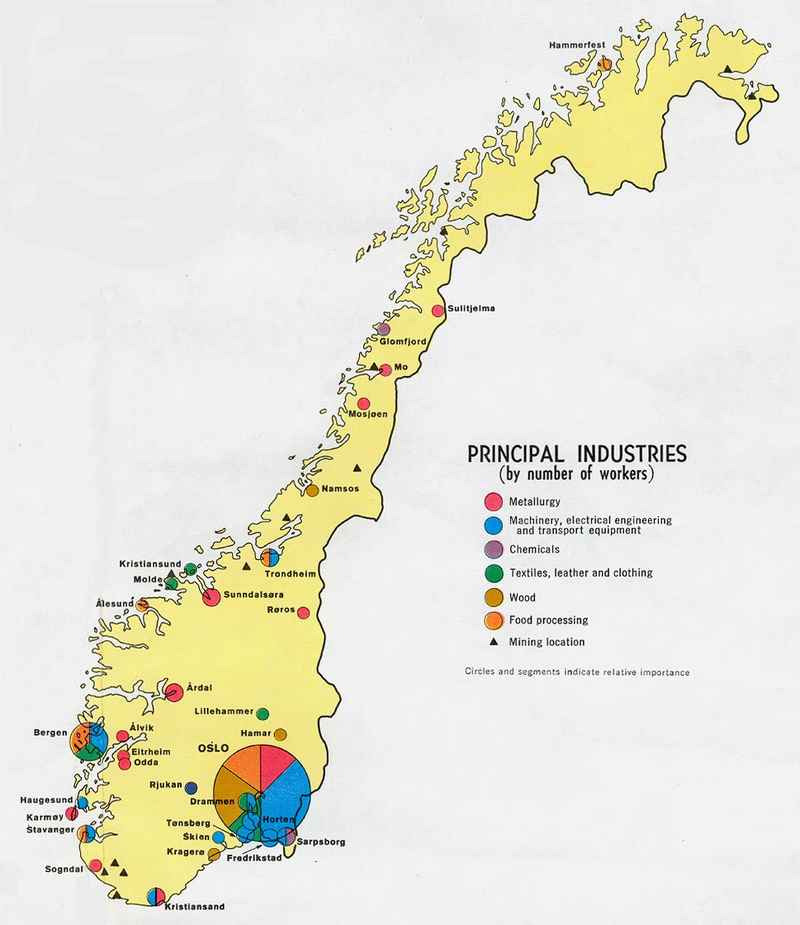 Hammerfest
Sulitjelma
Glomfjord
Mo
Mosjøen
PRINCIPAL INDUSTRIES
(by number of workers)
Metallurgy
Machinery, electrical engineering
and transport equipment
Chemicals
Textiles, leather and clothing
Wood
Food processing
Mining location
Circles and segments indicate relative importance
Namsos
Kristiansund
Molde
Trondheim
Ålesund
Sunndalsøra
Røros
Årdal
Lillehammer
Bergen
Ålvik
Hamar
OSLO
Eitrheim
Odda
Rjukan
Drammen
Haugesund
Karmøy
Stavanger
Tønsberg
Horten
Skien
Sarpsborg
Kragerø
Fredrikstad
Sogndal
Kristiansand